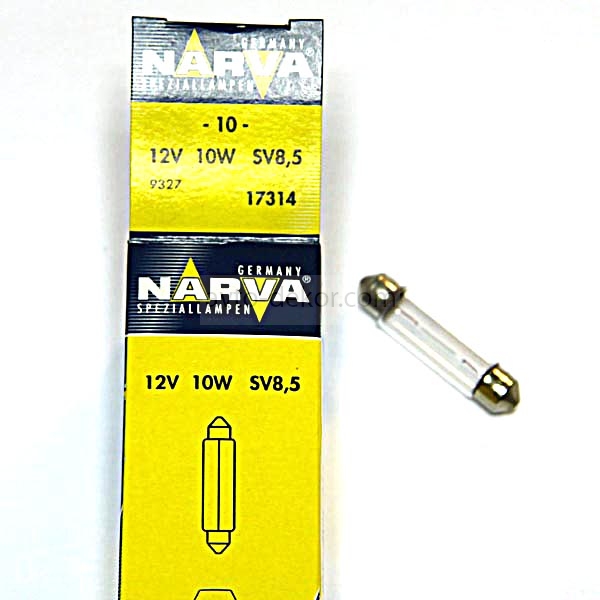 GERMANY
NARVA®
SPEZIALLAMPEN
- 10 -
12V 10W SV8,5
9327
17314
GERMANY
NARVA®
SPEZIALLAMPEN
12V 10W SV8,5